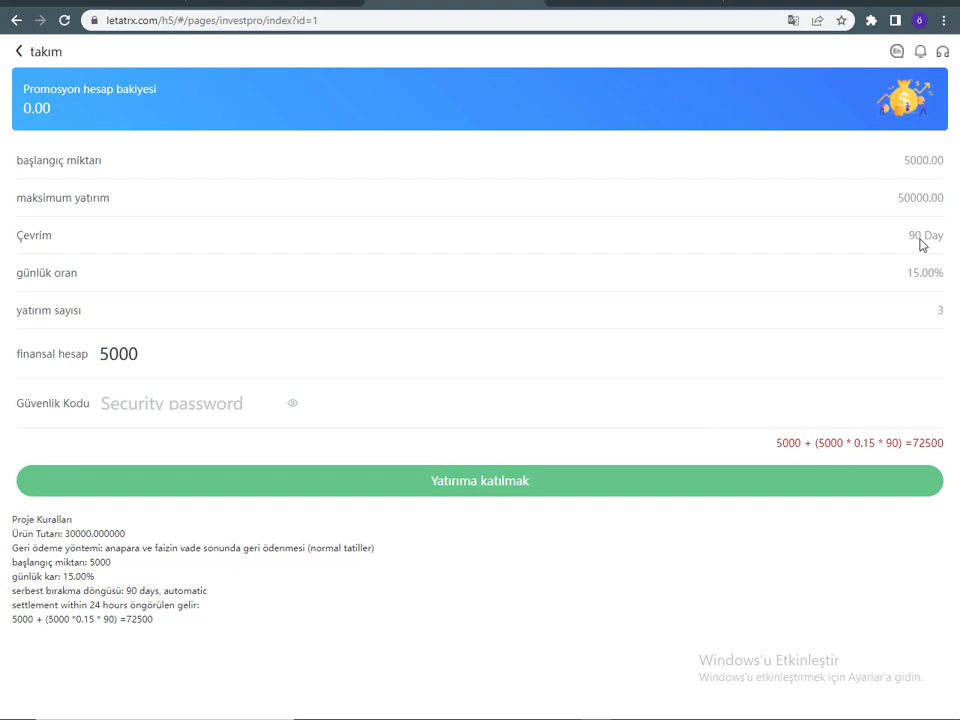 letatrx.com/h5/#/pages/investpro/index?id=1
ö
takım
En
Promosyon hesap bakiyesi
0.00
başlangıç miktarı 5000.00
maksimum yatırım 50000.00
Çevrim 90 Day
günlük oran 15.00%
yatırım sayısı 3
finansal hesap 5000
Güvenlik Kodu Security password
5000 + (5000 * 0.15 * 90) =72500
Yatırıma katılmak
Proje Kuralları
Ürün Tutarı: 30000.000000
Geri ödeme yöntemi: anapara ve faizin vade sonunda geri ödenmesi (normal tatiller)
başlangıç miktarı: 5000
günlük kar: 15.00%
serbest bırakma döngüsü: 90 days, automatic
settlement within 24 hours öngörülen gelir:
5000 + (5000 *0.15 * 90) =72500
Windows'u Etkinleştir
Windows'u etkinleştirmek için Ayarlar'a gidin.